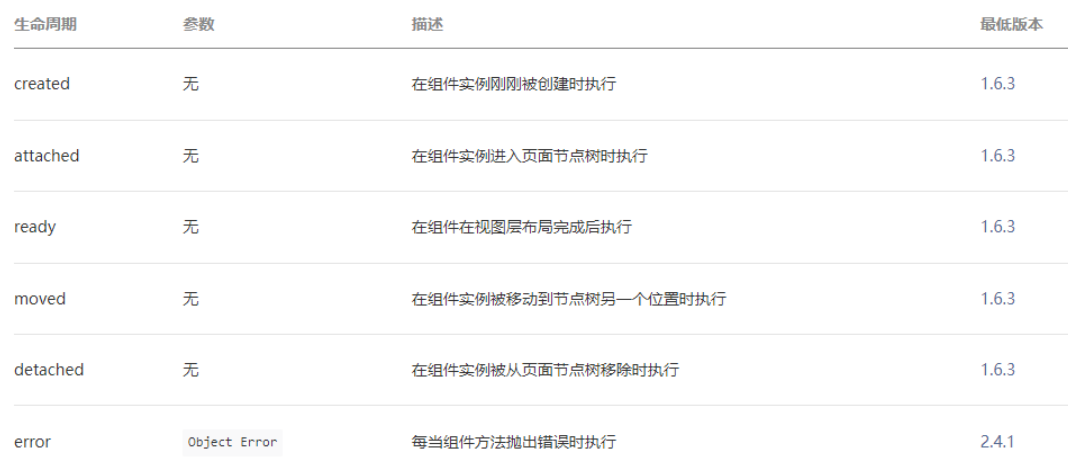 生命周期 参数 描述 最低版本
created 无 在组件实例刚刚被创建时执行 1.6.3
attached 无 在组件实例进入页面节点树时执行 1.6.3
ready 无 在组件在视图层布局完成后执行 1.6.3
moved 无 在组件实例被移动到节点树另一个位置时执行 1.6.3
detached 无 在组件实例被从页面节点树移除时执行 1.6.3
error Object Error 每当组件方法抛出错误时执行 2.4.1